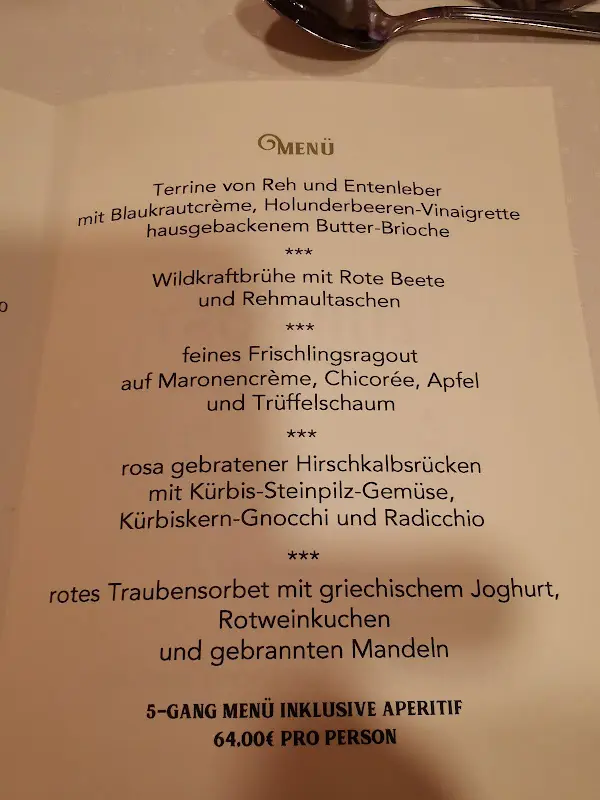 MENÜ
Terrine von Reh und Entenleber
mit Blaukrautcrème, Holunderbeeren-Vinaigrette
hausgebackenem Butter-Brioche
***
Wildkraftbrühe mit Rote Beete
und Rehmaultaschen
***
feines Frischlingsragout
auf Maronencrème, Chicorée, Apfel
und Trüffelschaum
***
rosa gebratener Hirschkalbsrücken
mit Kürbis-Steinpilz-Gemüse,
Kürbiskern-Gnocchi und Radicchio
***
rotes Traubensorbet mit griechischem Joghurt,
Rotweinkuchen
und gebrannten Mandeln
5-GANG MENÜ INKLUSIVE APERITIF
64.00€ PRO PERSON